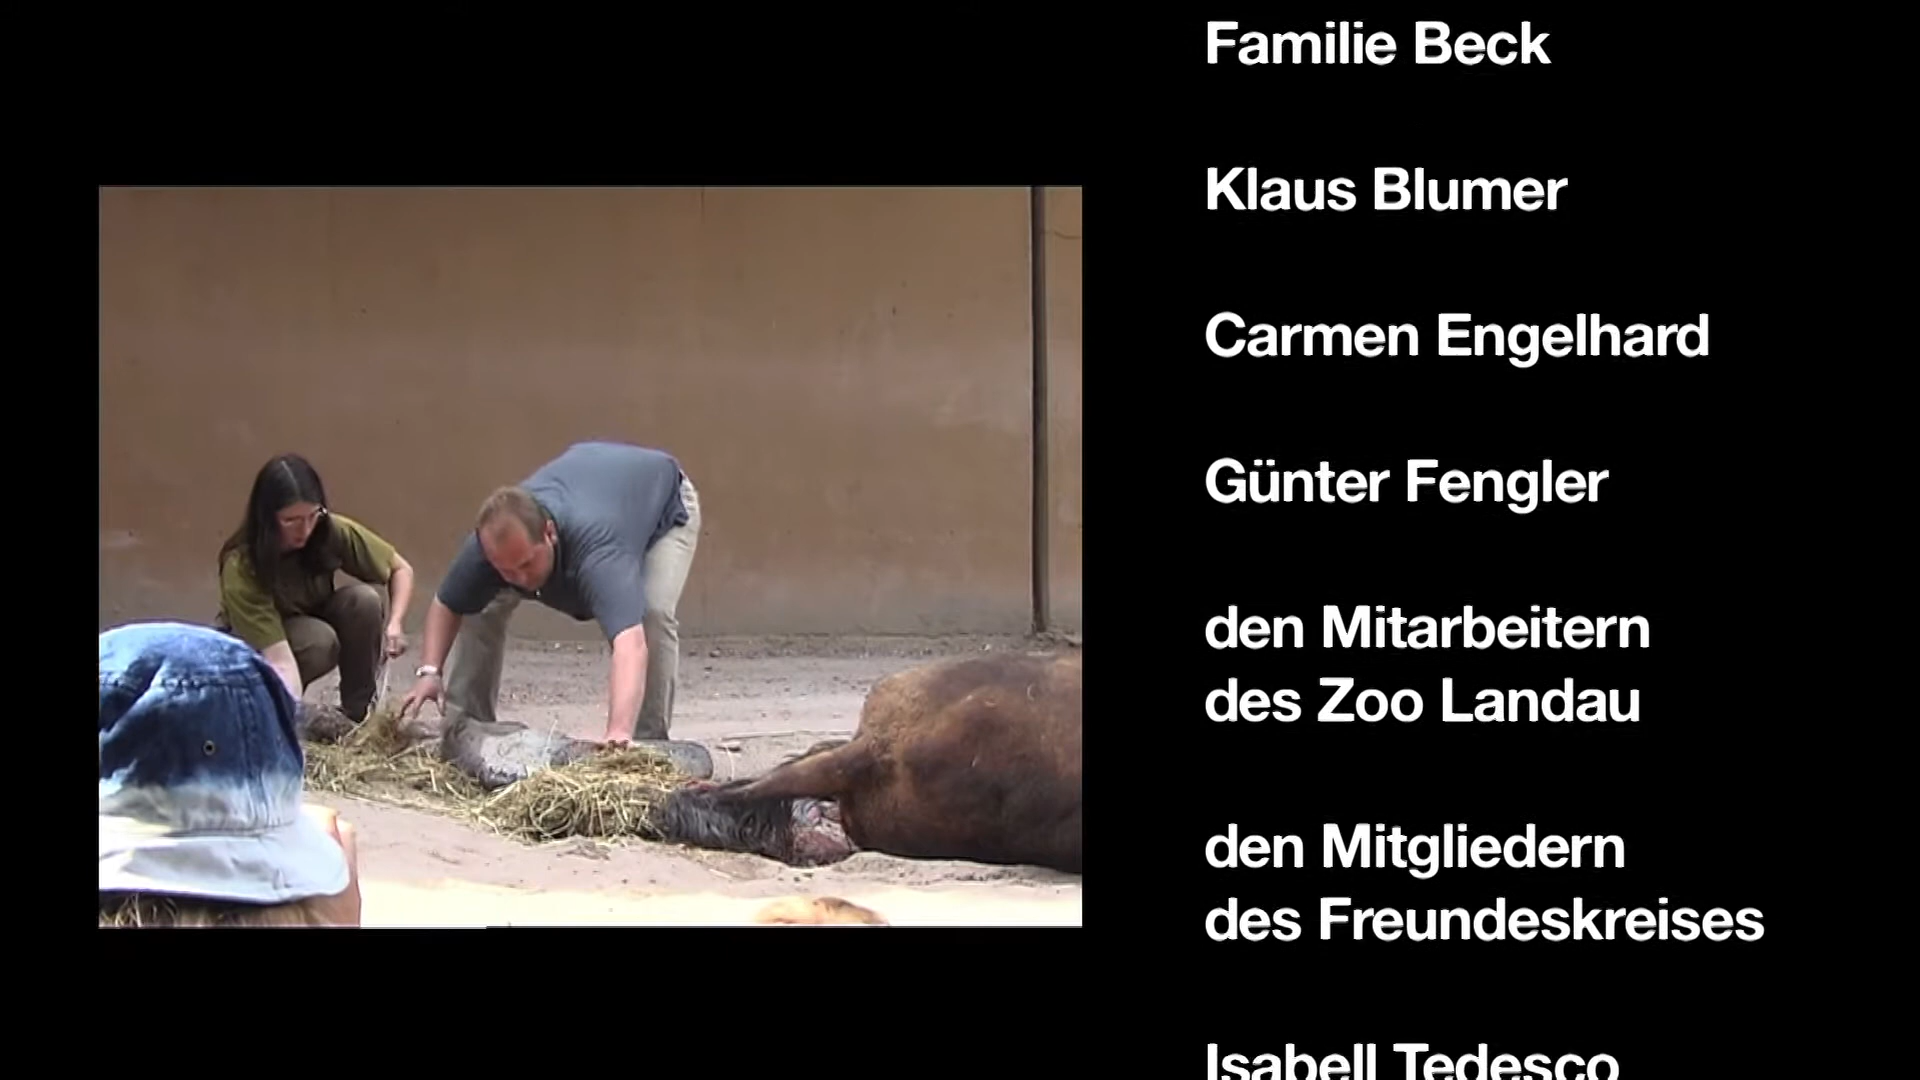 Familie Beck
Klaus Blumer
Carmen Engelhard
Günter Fengler
den Mitarbeitern
des Zoo Landau
den Mitgliedern
des Freundeskreises
Isabell Tedesco